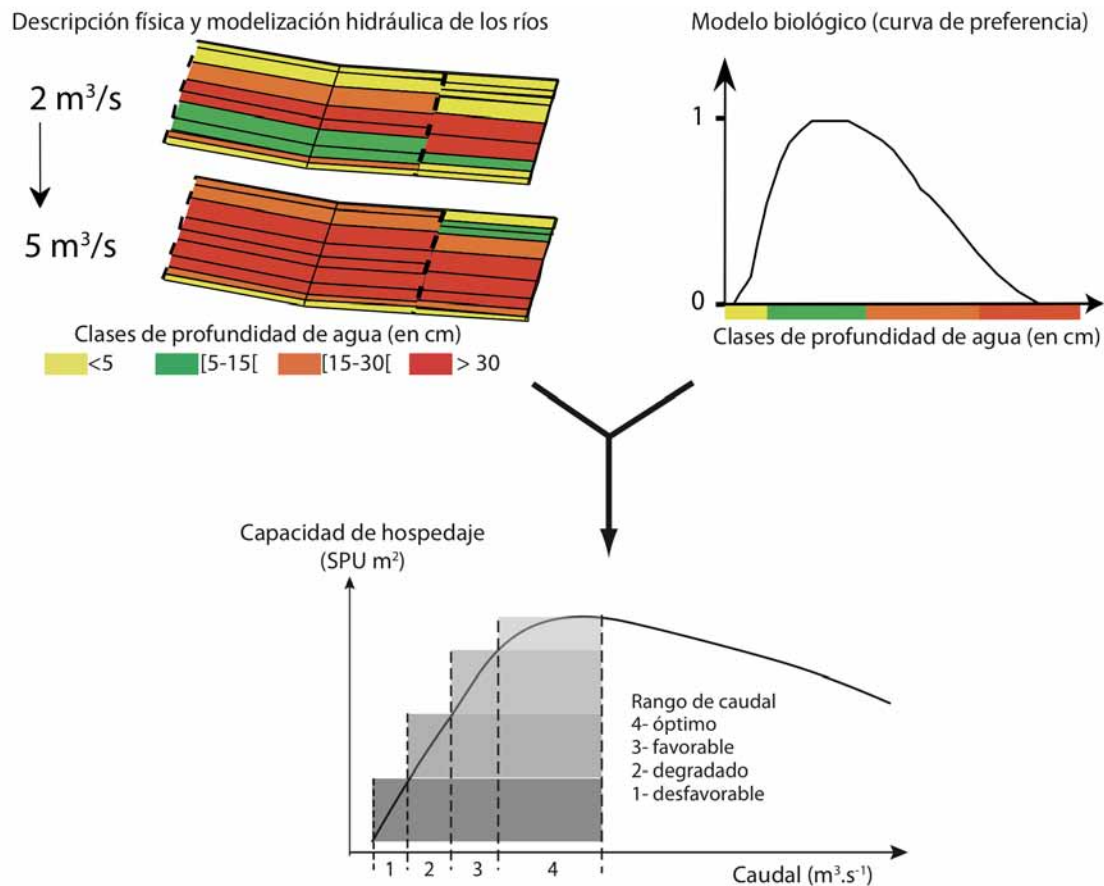 Descripción física y modelización hidráulica de los ríos
2 m³/s
5 m³/s
Clases de profundidad de agua (en cm)
<5 [5-15[ [15-30[ > 30
Modelo biológico (curva de preferencia)
1
0
Clases de profundidad de agua (en cm)
Capacidad de hospedaje
(SPU m²)
Rango de caudal
4- óptimo
3- favorable
2- degradado
1- desfavorable
1 2 3 4
Caudal (m³.s⁻¹)